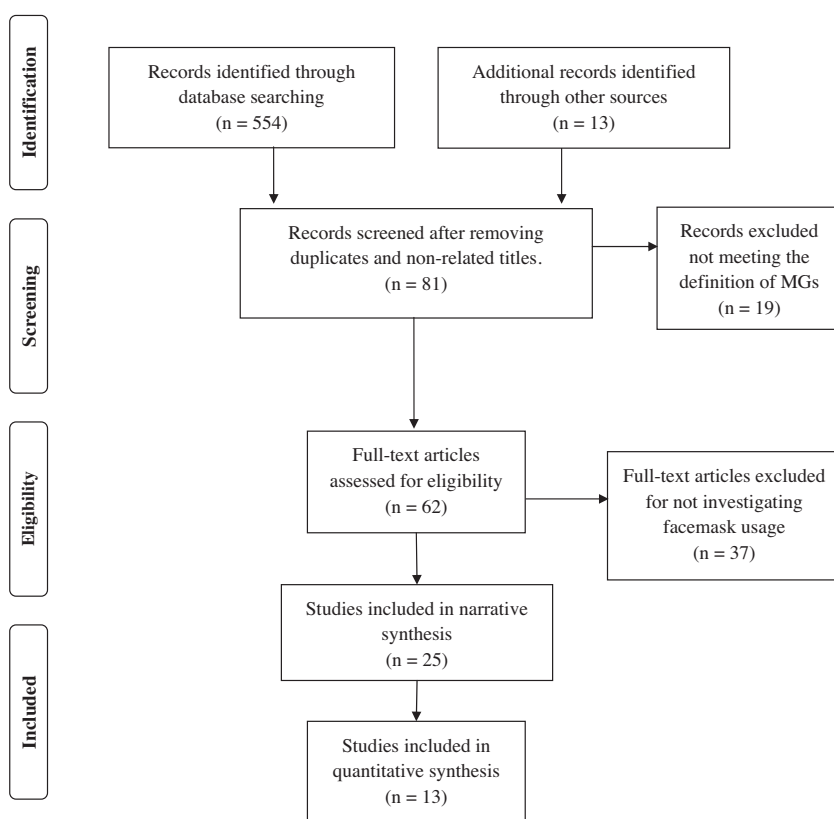 Identification
Records identified through
database searching
(n = 554)
Additional records identified
through other sources
(n = 13)
Screening
Records screened after removing
duplicates and non-related titles.
(n = 81)
Records excluded
not meeting the
definition of MGs
(n = 19)
Eligibility
Full-text articles
assessed for eligibility
(n = 62)
Full-text articles excluded
for not investigating
facemask usage
(n = 37)
Studies included in narrative
synthesis
(n = 25)
Included
Studies included in
quantitative synthesis
(n = 13)